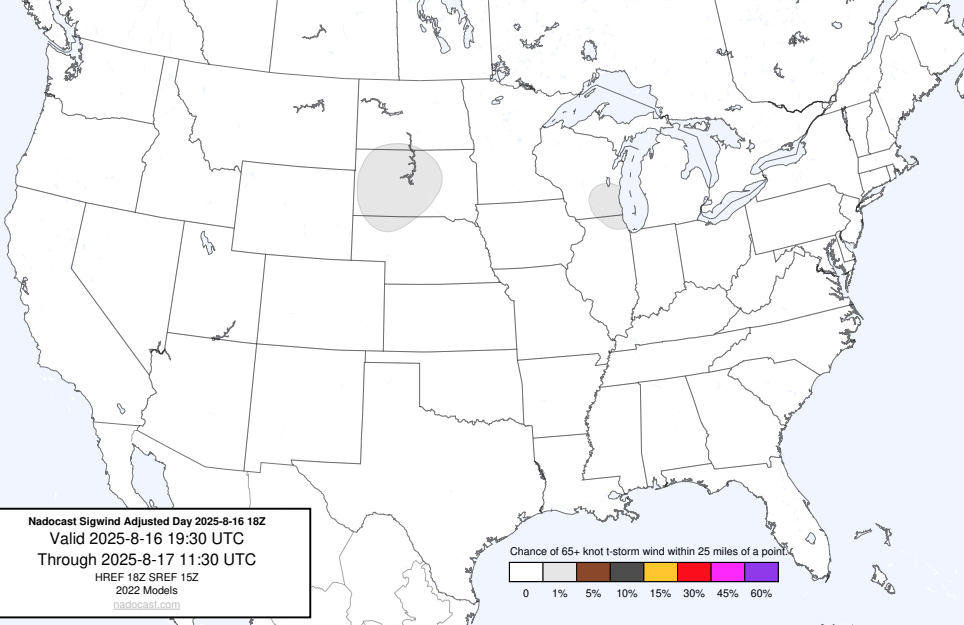 Nadocast Sigwind Adjusted Day 2025-8-16 18Z
Valid 2025-8-16 19:30 UTC
Through 2025-8-17 11:30 UTC
HREF 18Z SREF 15Z
2022 Models
nadocast.com
Chance of 65+ knot t-storm wind within 25 miles of a point.
0 1% 5% 10% 15% 30% 45% 60%